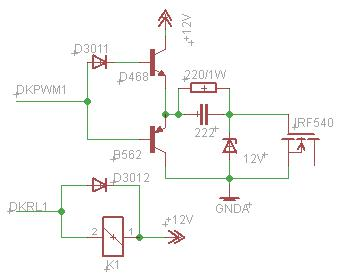 +12V
D3011
D468
220/1W
DKPWM1
222
IRF540
B562
12V
D3012
GNDA
DKRL1
+12V
2
1
K1